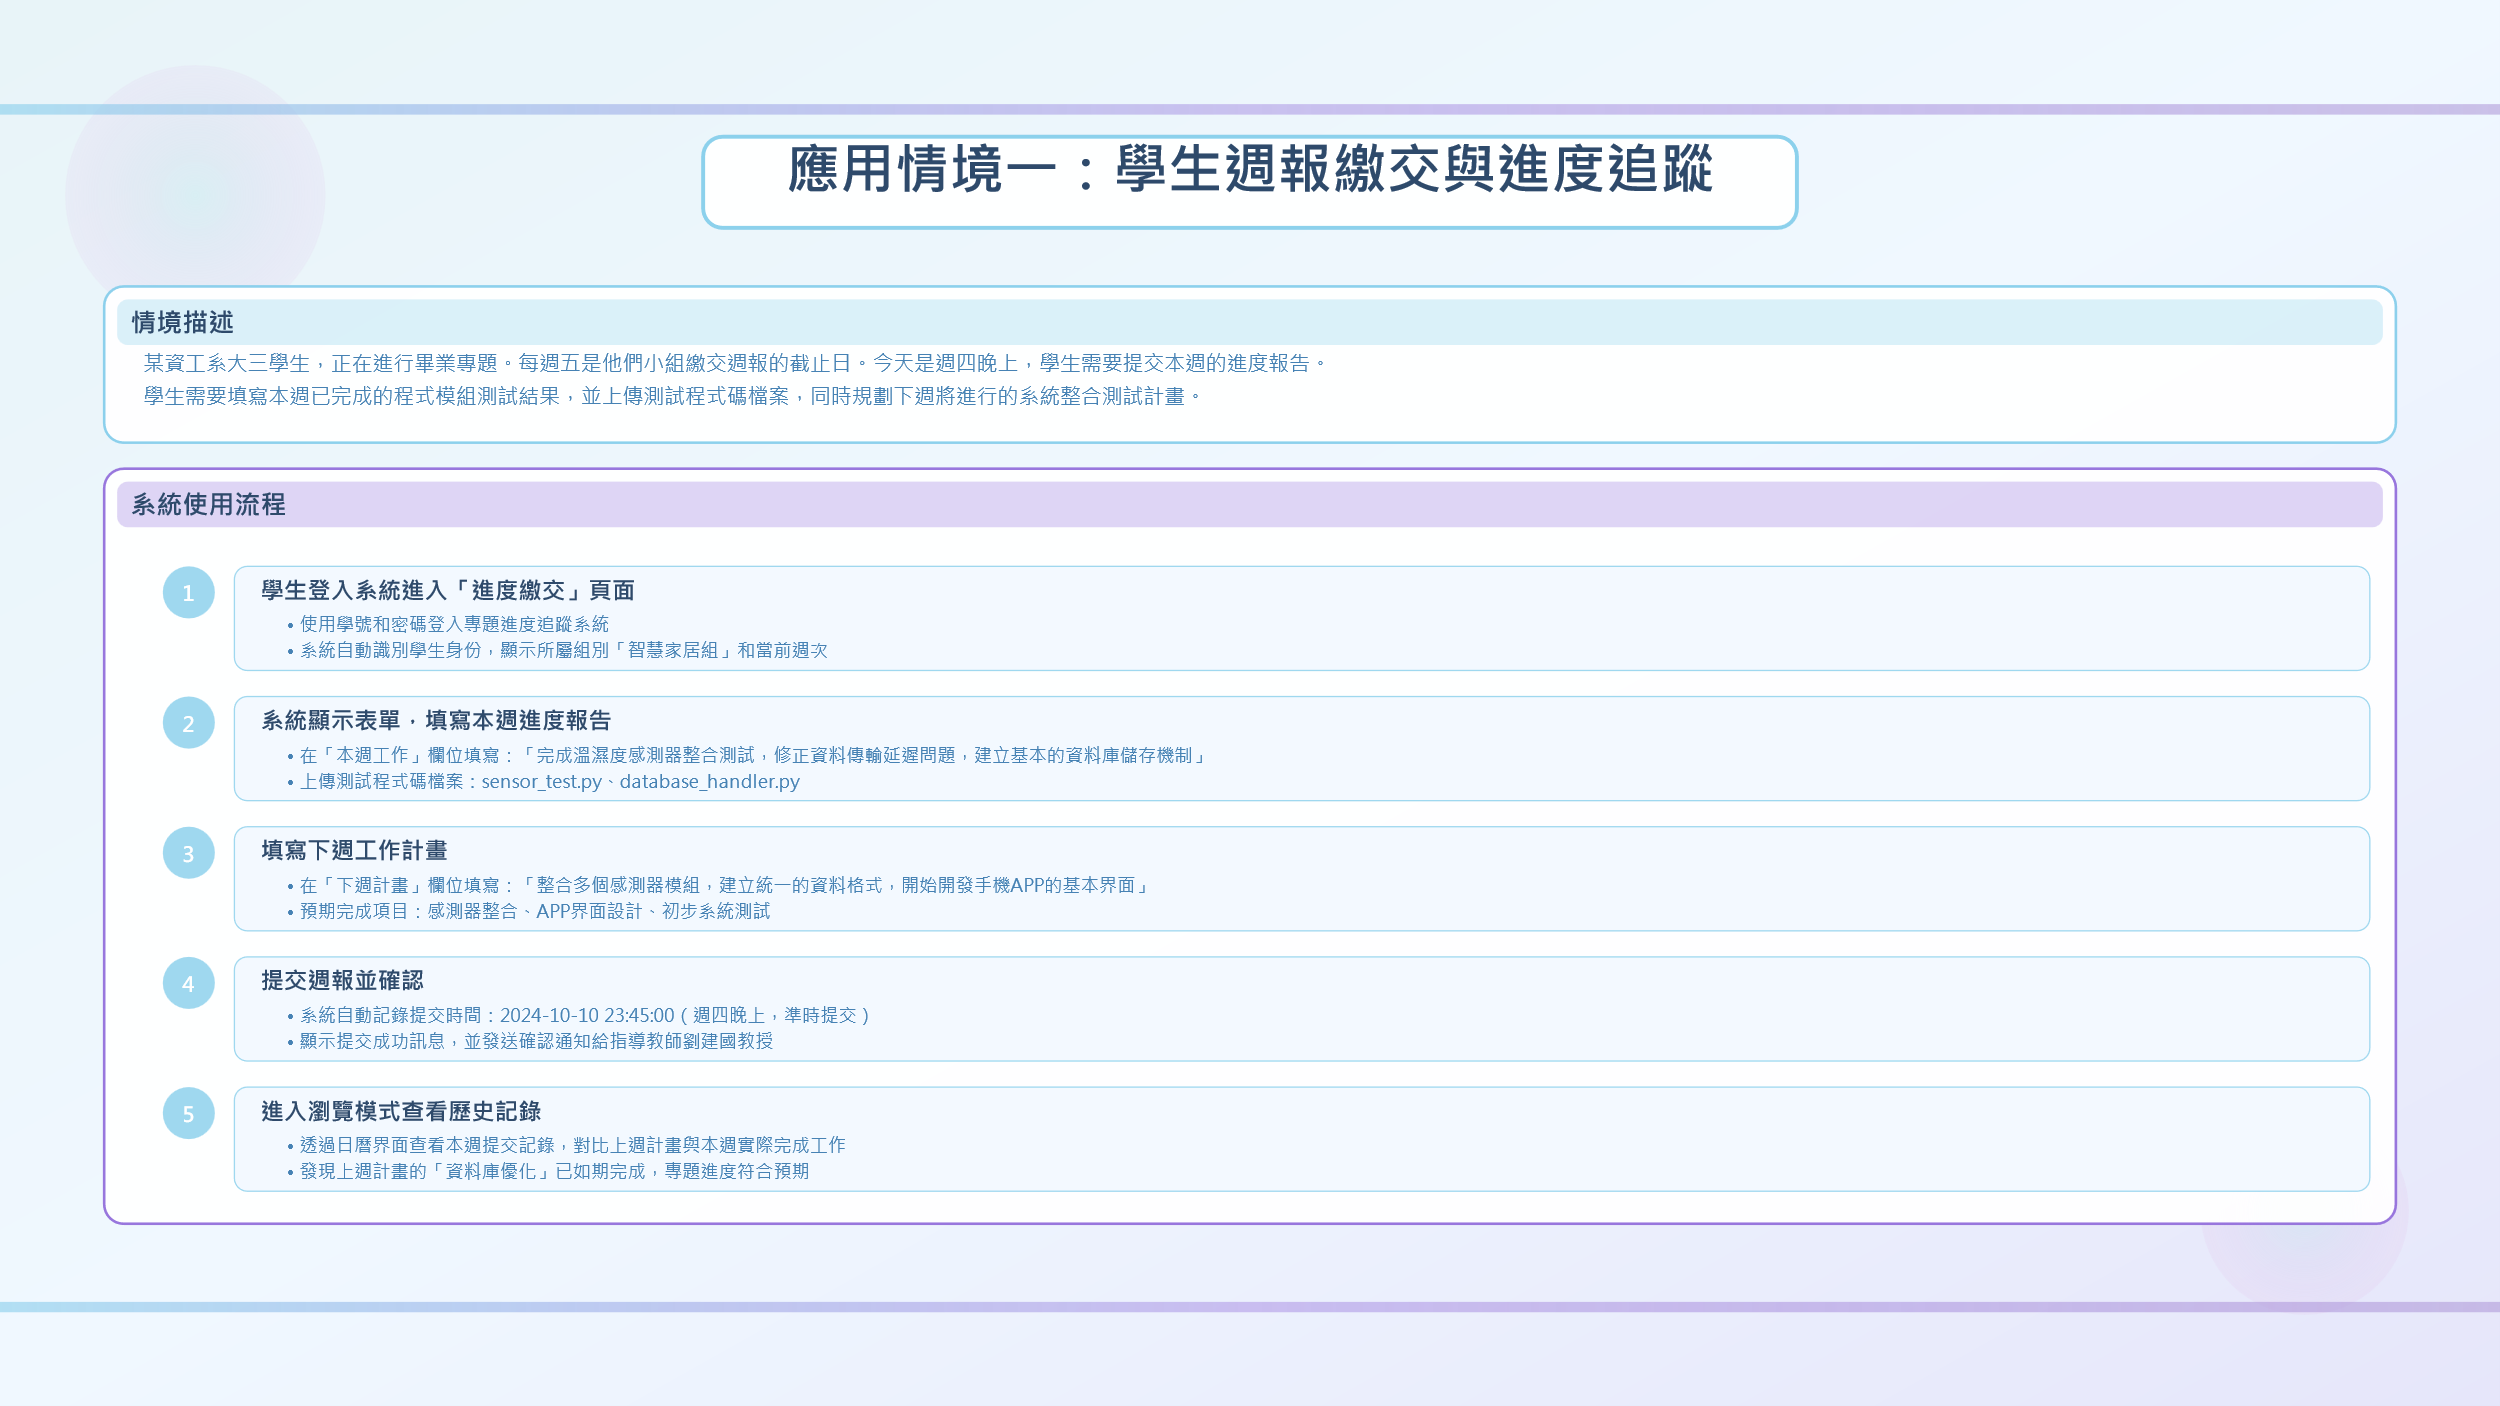 應用情境一：學生週報繳交與進度追蹤
情境描述
某資工系大三學生，正在進行畢業專題。每週五是他們小組繳交週報的截止日。今天是週四晚上，學生需要提交本週的進度報告。
學生需要填寫本週已完成的程式模組測試結果，並上傳測試程式碼檔案，同時規劃下週將進行的系統整合測試計畫。
系統使用流程
1
學生登入系統進入「進度繳交」頁面
• 使用學號和密碼登入專題進度追蹤系統
• 系統自動識別學生身份，顯示所屬組別「智慧家居組」和當前週次
2
系統顯示表單，填寫本週進度報告
• 在「本週工作」欄位填寫：「完成溫濕度感測器整合測試，修正資料傳輸延遲問題，建立基本的資料庫儲存機制」
• 上傳測試程式碼檔案：sensor_test.py、database_handler.py
3
填寫下週工作計畫
• 在「下週計畫」欄位填寫：「整合多個感測器模組，建立統一的資料格式，開始開發手機APP的基本界面」
• 預期完成項目：感測器整合、APP界面設計、初步系統測試
4
提交週報並確認
• 系統自動記錄提交時間：2024-10-10 23:45:00（週四晚上，準時提交）
• 顯示提交成功訊息，並發送確認通知給指導教師劉建國教授
5
進入瀏覽模式查看歷史記錄
• 透過日曆界面查看本週提交記錄，對比上週計畫與本週實際完成工作
• 發現上週計畫的「資料庫優化」已如期完成，專題進度符合預期